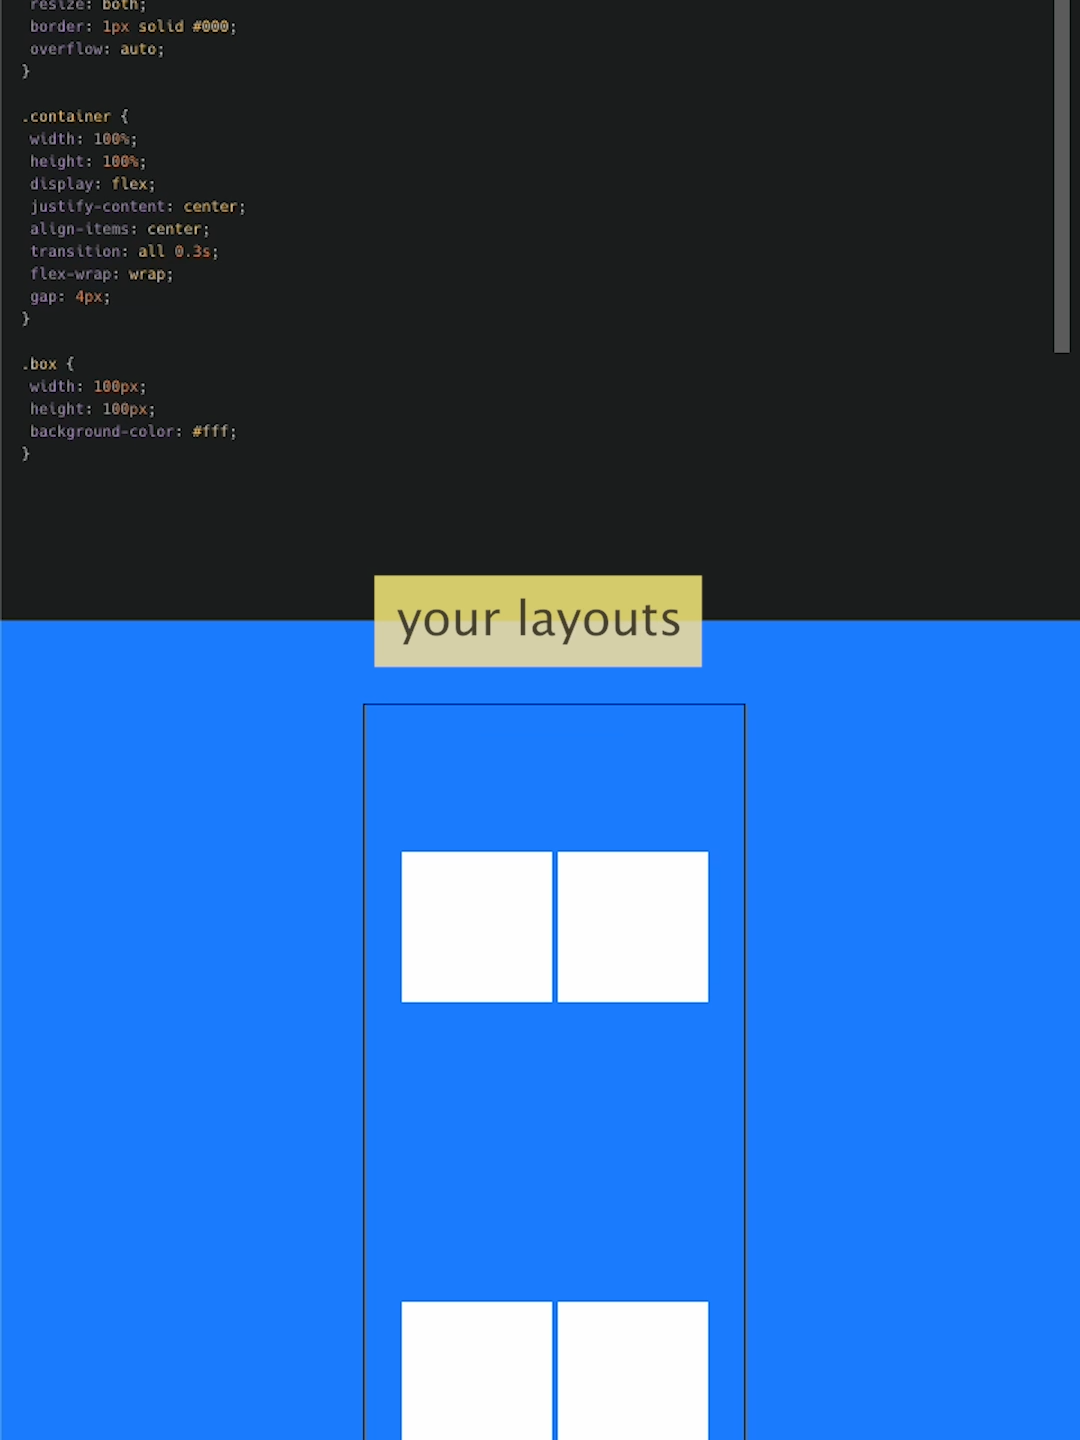 resize: both;
border: 1px solid #000;
overflow: auto;
}
.container {
width: 100%;
height: 100%;
display: flex;
justify-content: center;
align-items: center;
transition: all 0.3s;
flex-wrap: wrap;
gap: 4px;
}
.box {
width: 100px;
height: 100px;
background-color: #fff;
}
your layouts